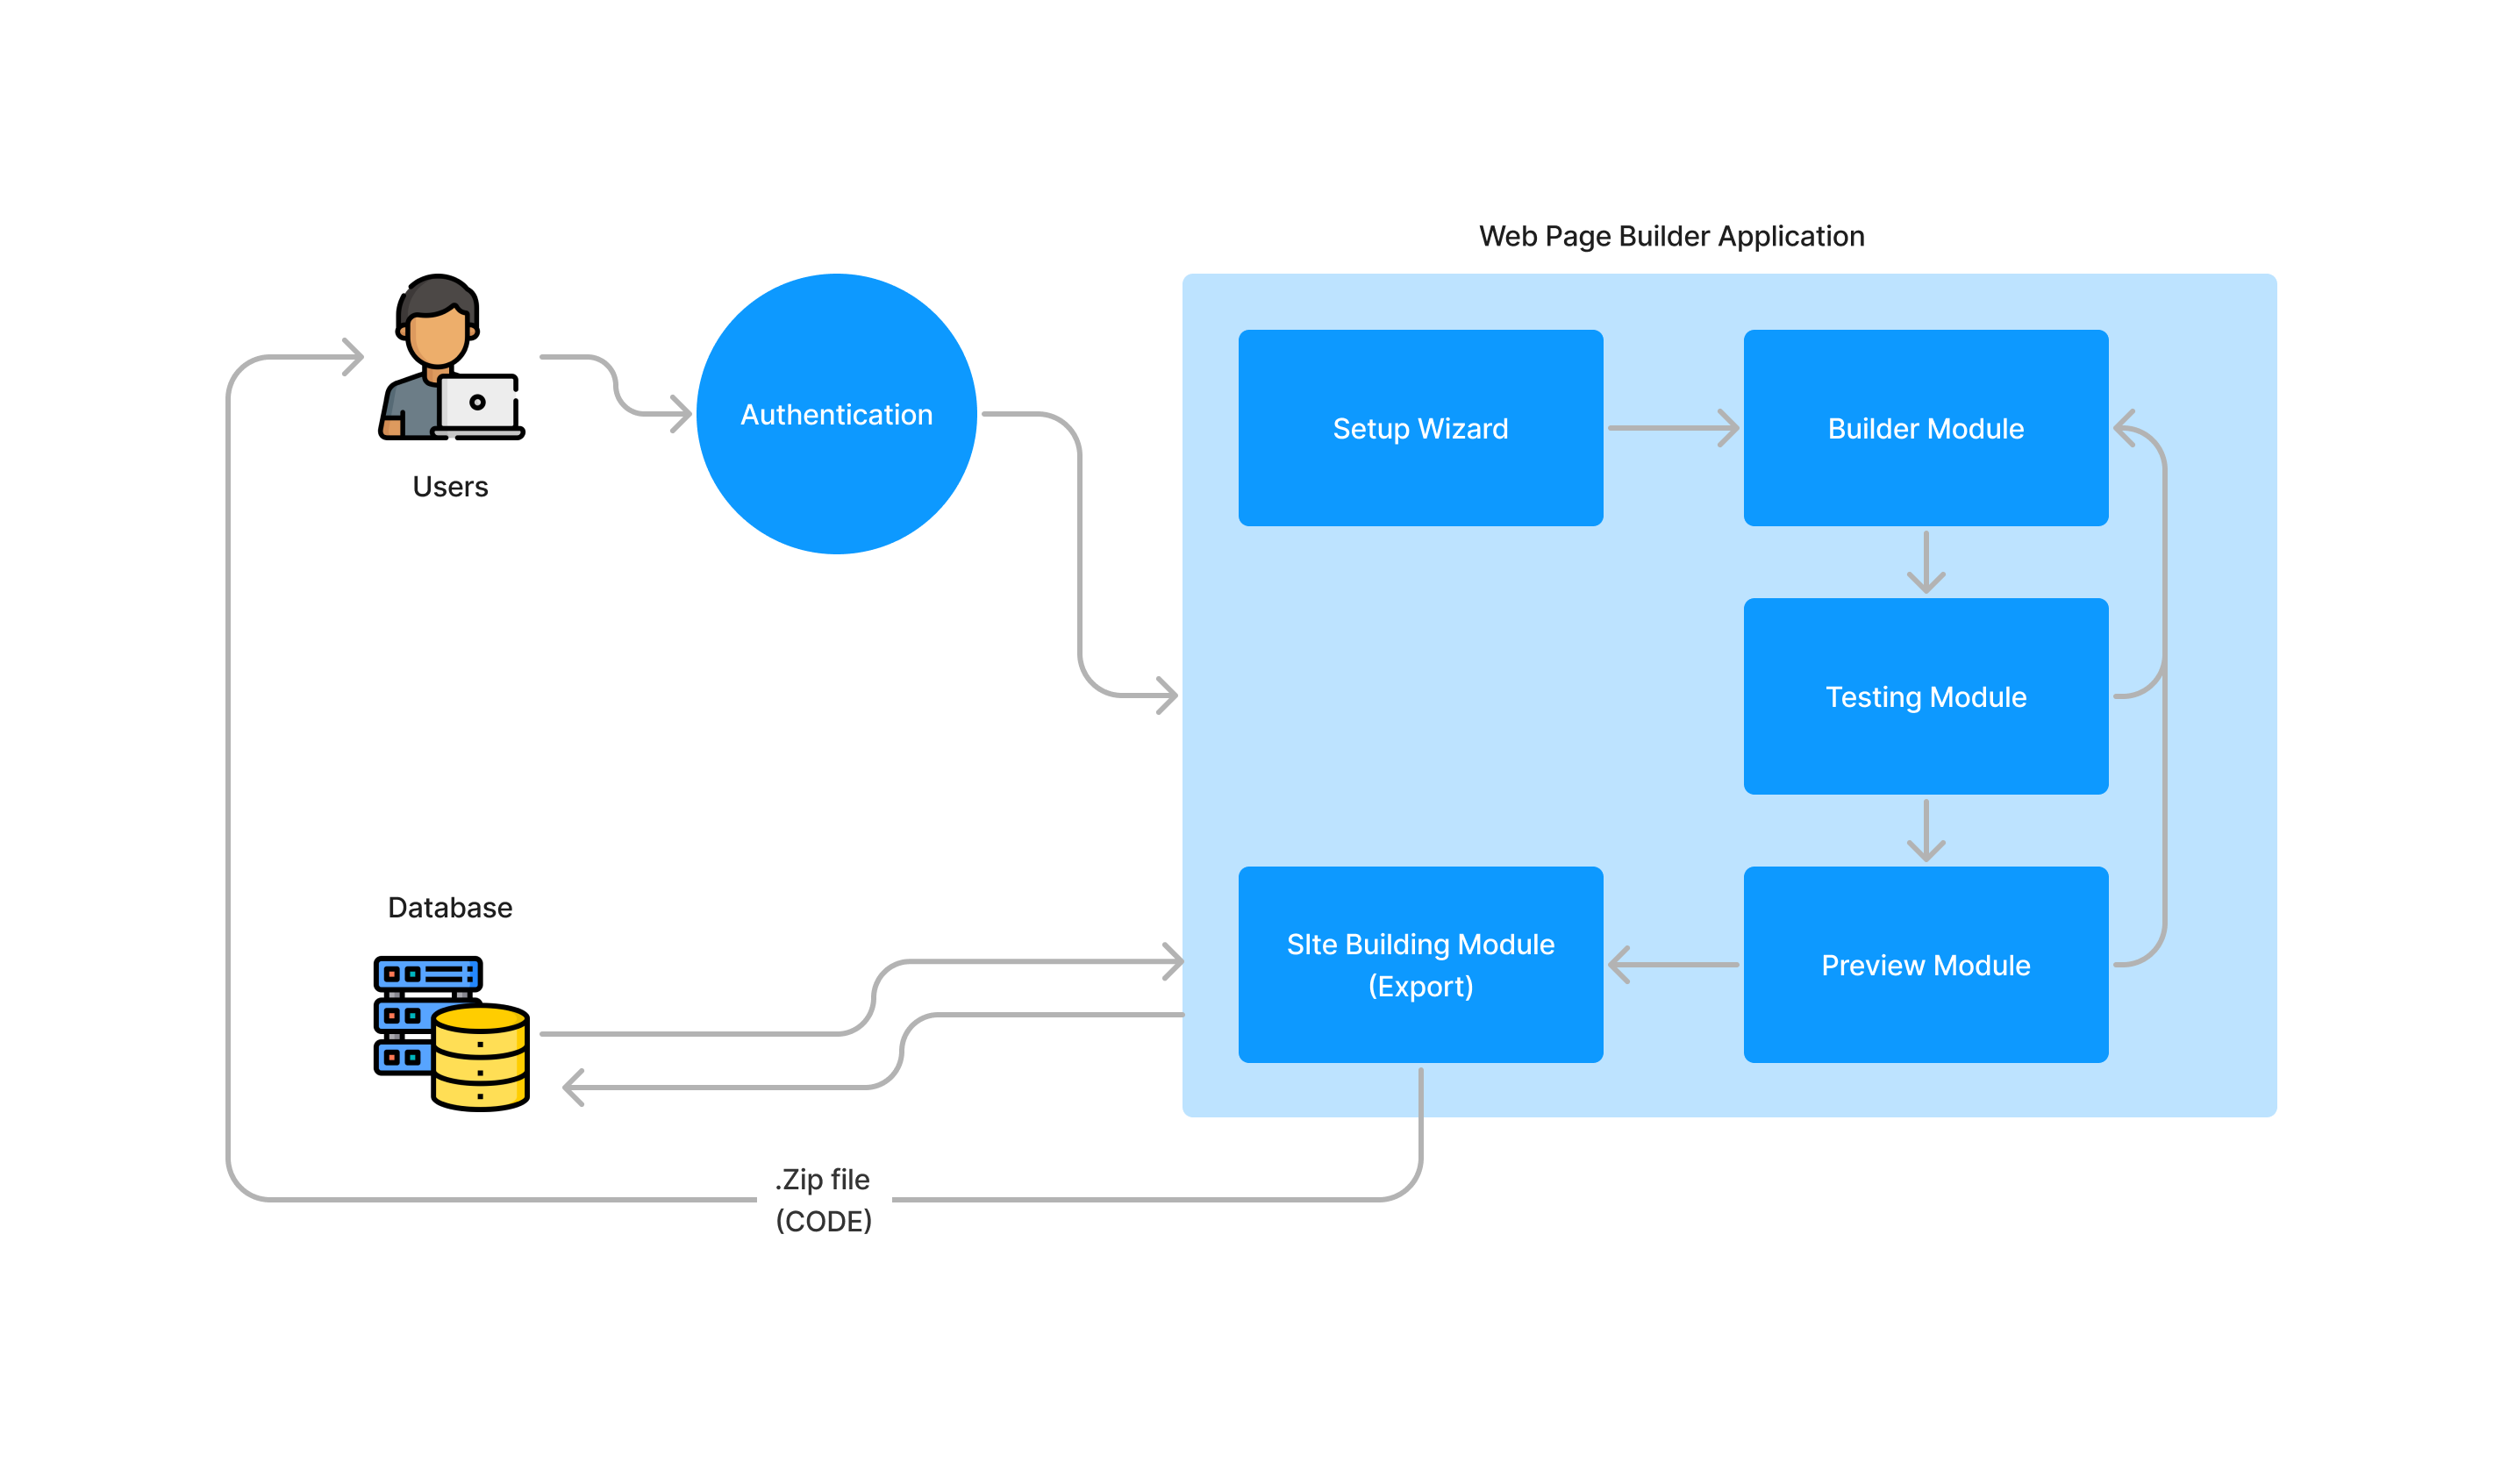 Web Page Builder Application
Users
Authentication
Setup Wizard
Builder Module
Testing Module
Database
SIte Building Module
(Export)
Preview Module
.Zip file
(CODE)